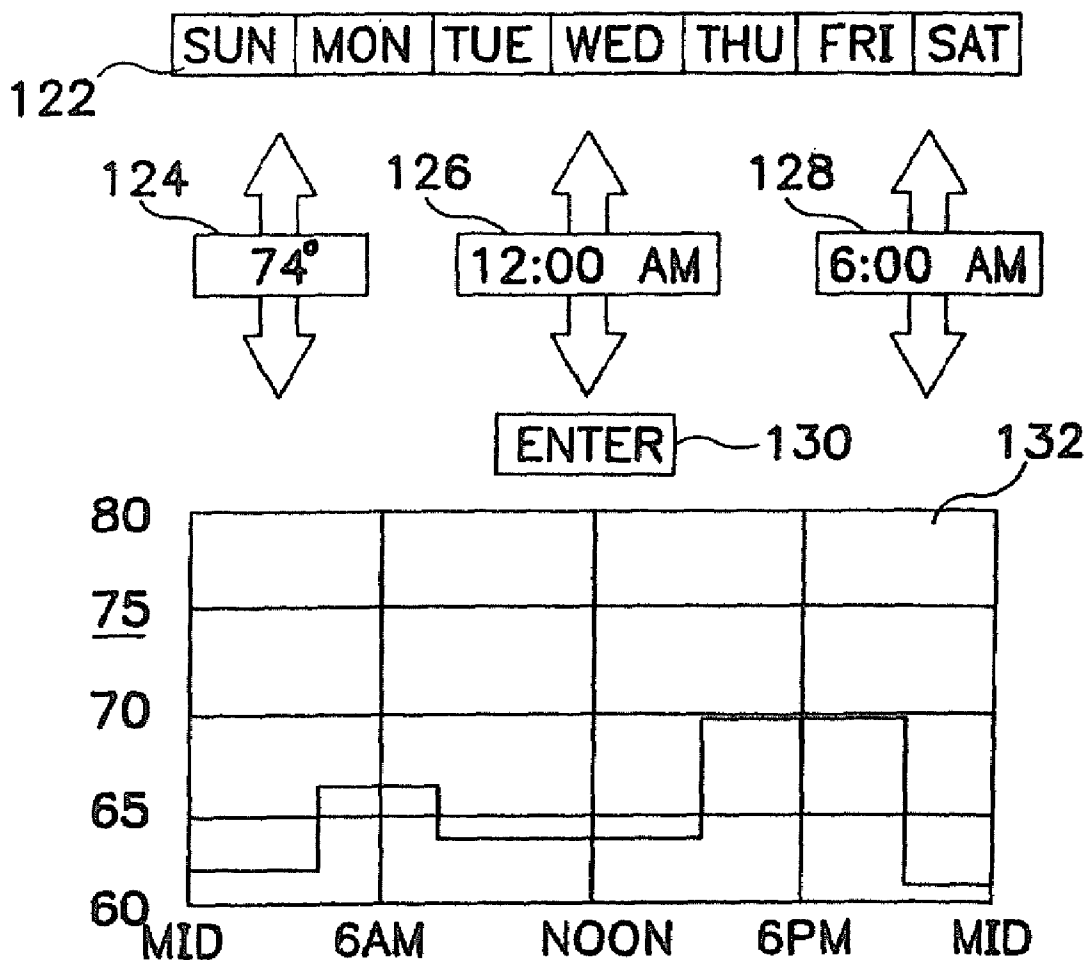 SUN MON TUE WED THU FRI SAT
122
124 126 128
74° 12:00 AM 6:00 AM
ENTER 130 132
80
75
70
65
60
MID 6AM NOON 6PM MID